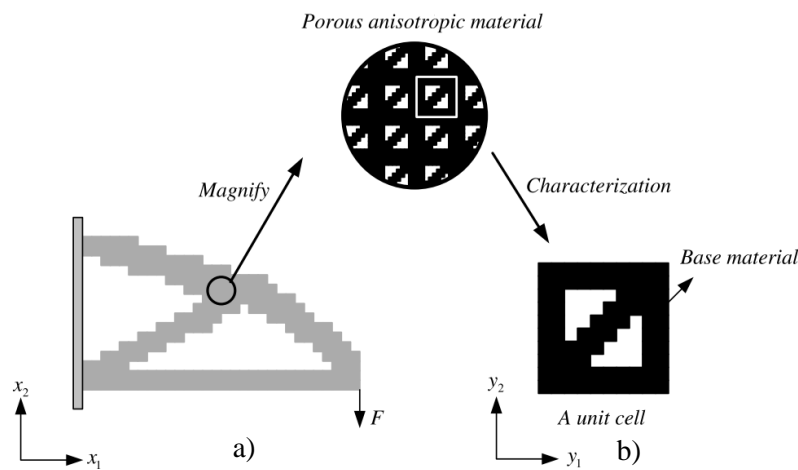 Porous anisotropic material
Magnify
Characterization
Base material
x2
F
x1
a)
y2
A unit cell
y1
b)